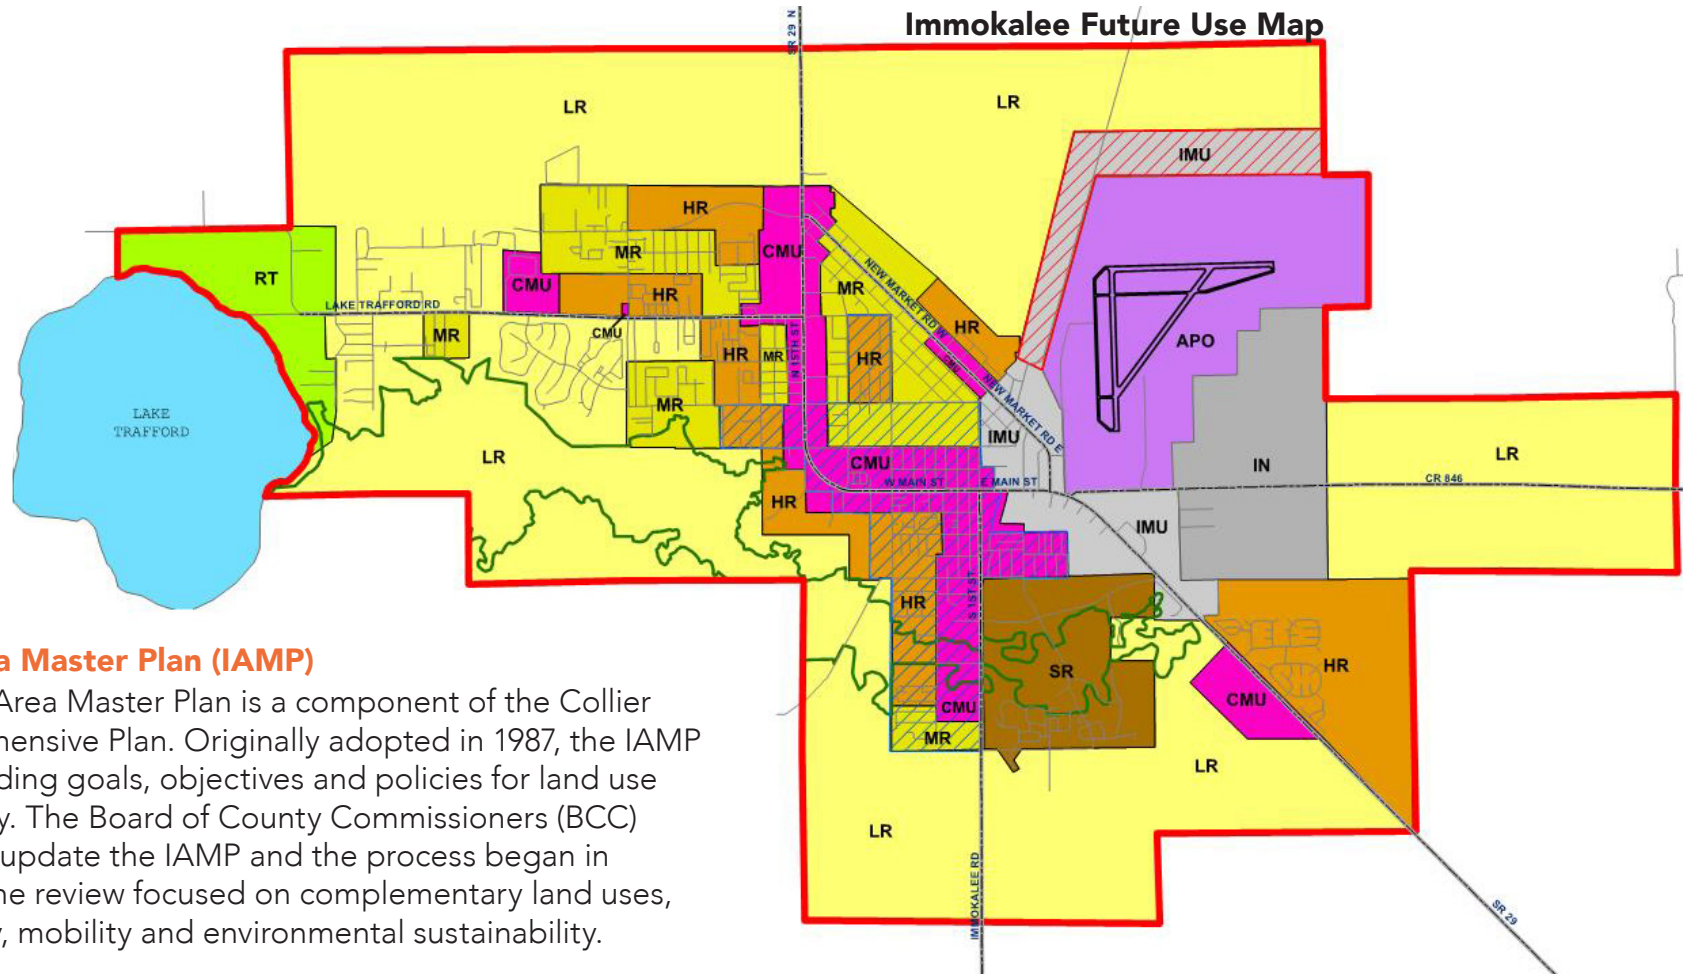 Immokalee Future Use Map
SR 29 N
LR
LR
IMU
HR
MR
CMU
RT
CMU
HR
LAKE TRAFFORD RD
CMU
MR
HR
MR
N 15TH ST
MR
HR
NEW MARKET RD W
HR
CMU
NEW MARKET RD E
APO
LAKE
TRAFFORD
MR
LR
IMU
CMU
W MAIN ST
E MAIN ST
IN
LR
CR 846
HR
IMU
HR
S 1ST ST
SR
HR
CMU
CMU
MR
LR
LR
IMMOKALEE RD
SR 29
a Master Plan (IAMP)
Area Master Plan is a component of the Collier
hensive Plan. Originally adopted in 1987, the IAMP
ding goals, objectives and policies for land use
y. The Board of County Commissioners (BCC)
update the IAMP and the process began in
he review focused on complementary land uses,
, mobility and environmental sustainability.